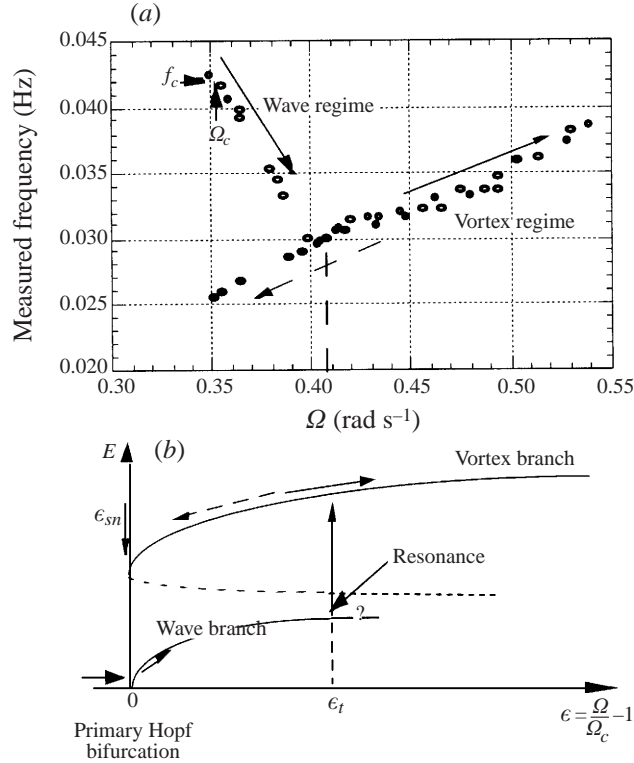 (a)
0.045
0.040
0.035
0.030
0.025
0.020
Measured frequency (Hz)
f_c
Ω_c
Wave regime
Vortex regime
0.30
0.35
0.40
0.45
0.50
0.55
Ω (rad s⁻¹)
E
(b)
Vortex branch
ϵ_sn
Resonance
?
Wave branch
0
ϵ_t
ϵ = Ω/Ω_c −1
Primary Hopf
bifurcation